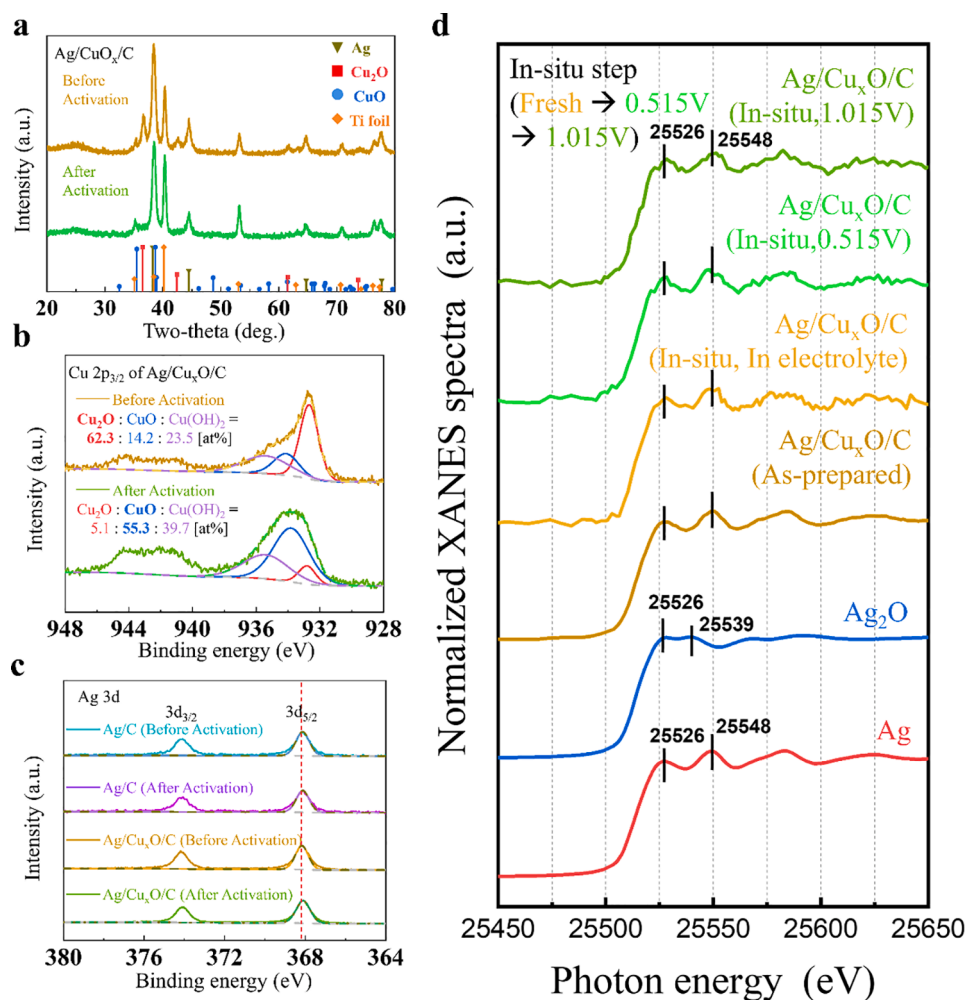 a
Ag/CuOₓ/C
Before
Activation
After
Activation
Ag
Cu₂O
CuO
Ti foil
Intensity (a.u.)
20 30 40 50 60 70 80
Two-theta (deg.)
b
Cu 2p₃/₂ of Ag/CuₓO/C
Before Activation
Cu₂O : CuO : Cu(OH)₂ =
62.3 : 14.2 : 23.5 [at%]
After Activation
Cu₂O : CuO : Cu(OH)₂ =
5.1 : 55.3 : 39.7 [at%]
Intensity (a.u.)
948 944 940 936 932 928
Binding energy (eV)
c
Ag 3d
3d₃/₂ 3d₅/₂
Ag/C (Before Activation)
Ag/C (After Activation)
Ag/CuₓO/C (Before Activation)
Ag/CuₓO/C (After Activation)
Intensity (a.u.)
380 376 372 368 364
Binding energy (eV)
d
In-situ step
(Fresh → 0.515V
→ 1.015V)
25526 25548
Ag/CuₓO/C
(In-situ,1.015V)
Ag/CuₓO/C
(In-situ,0.515V)
Ag/CuₓO/C
(In-situ, In electrolyte)
Ag/CuₓO/C
(As-prepared)
25526
25539
Ag₂O
25526
25548
Ag
Normalized XANES spectra (a.u.)
25450 25500 25550 25600 25650
Photon energy (eV)